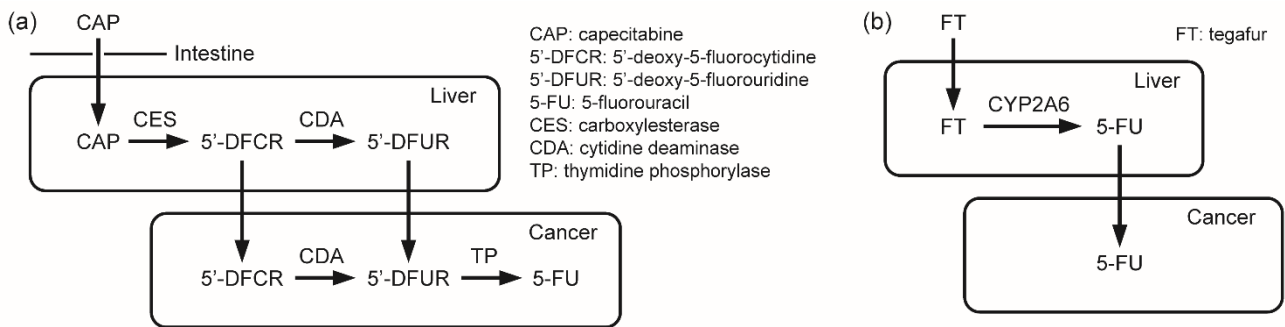 (a)
CAP
Intestine
Liver
CAP
CES
5’-DFCR
CDA
5’-DFUR
Cancer
5’-DFCR
CDA
5’-DFUR
TP
5-FU
CAP: capecitabine
5’-DFCR: 5’-deoxy-5-fluorocytidine
5’-DFUR: 5’-deoxy-5-fluorouridine
5-FU: 5-fluorouracil
CES: carboxylesterase
CDA: cytidine deaminase
TP: thymidine phosphorylase
(b)
FT
FT: tegafur
Liver
FT
CYP2A6
5-FU
Cancer
5-FU